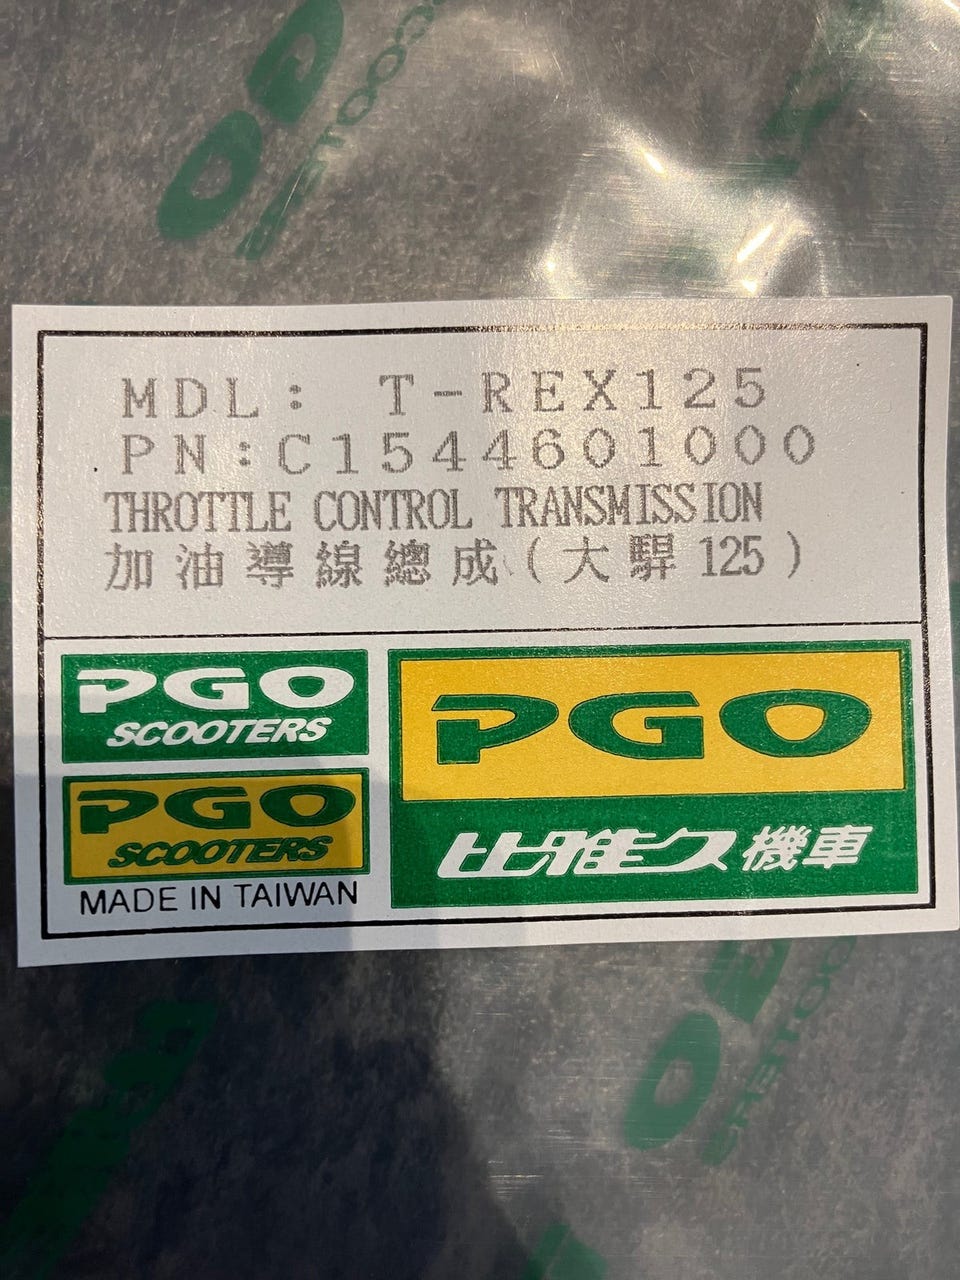 MDL: T-REX125
PN:C1544601000
THROTTLE CONTROL TRANSMISSION
加油導線總成(大騂125)
PGO
SCOOTERS
PGO
SCOOTERS
MADE IN TAIWAN
PGO
比雅久機車